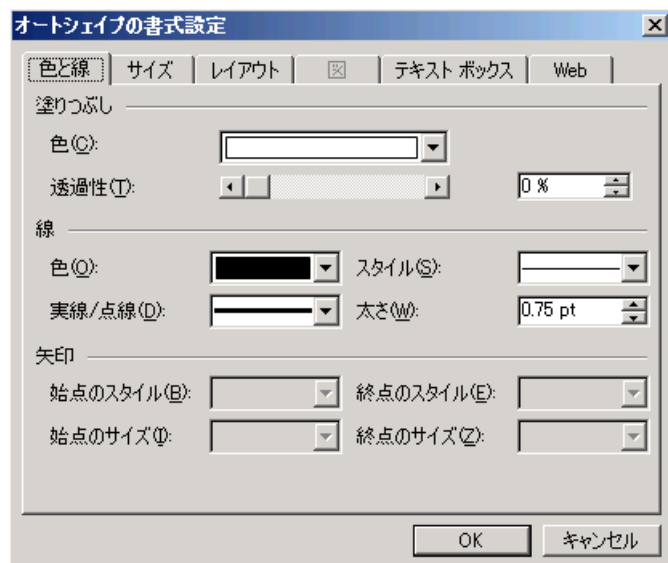 オートシェイプの書式設定
色と線 サイズ レイアウト 図 テキスト ボックス Web
塗りつぶし
色(C):
透過性(T): 0 %
線
色(O): スタイル(S):
実線/点線(D): 太さ(W): 0.75 pt
矢印
始点のスタイル(B): 終点のスタイル(E):
始点のサイズ(I): 終点のサイズ(Z):
OK キャンセル